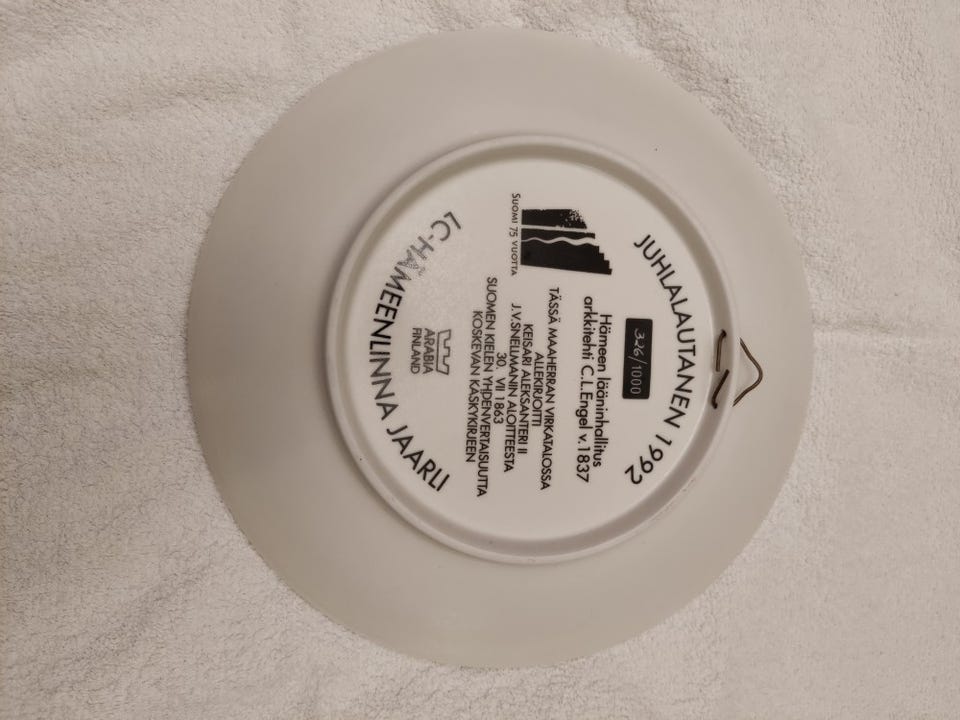 JUHLALAUTANEN 1992
326/1000
Hämeen lääninhallitus
arkkitehti C.L.Engel v.1837
SUOMI 75 VUOTTA
TÄSSÄ MAAHERRAN VIRKATALOSSA
ALLEKIRJOITTI
KEISARI ALEKSANTERI II
J.V.SNELLMANIN ALOITTEESTA
30. VII 1863
SUOMEN KIELEN YHDENVERTAISUUTTA
KOSKEVAN KÄSKYKIRJEEN
ARABIA
FINLAND
LC-HÄMEENLINNA JAARLI